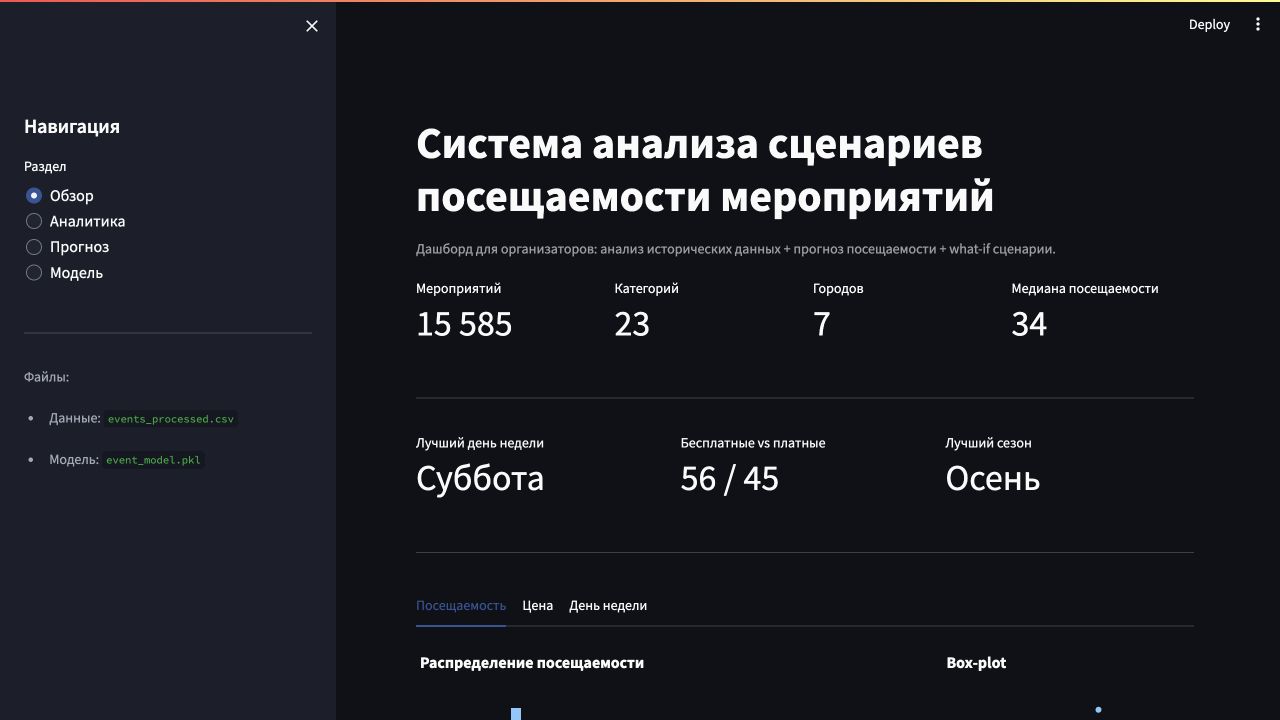 Deploy
Навигация
Раздел
Обзор
Аналитика
Прогноз
Модель
Файлы:
Данные: events_processed.csv
Модель: event_model.pkl
Система анализа сценариев
посещаемости мероприятий
Дашборд для организаторов: анализ исторических данных + прогноз посещаемости + what-if сценарии.
Мероприятий Категорий Городов Медиана посещаемости
15 585 23 7 34
Лучший день недели Бесплатные vs платные Лучший сезон
Суббота 56 / 45 Осень
Посещаемость Цена День недели
Распределение посещаемости Box-plot